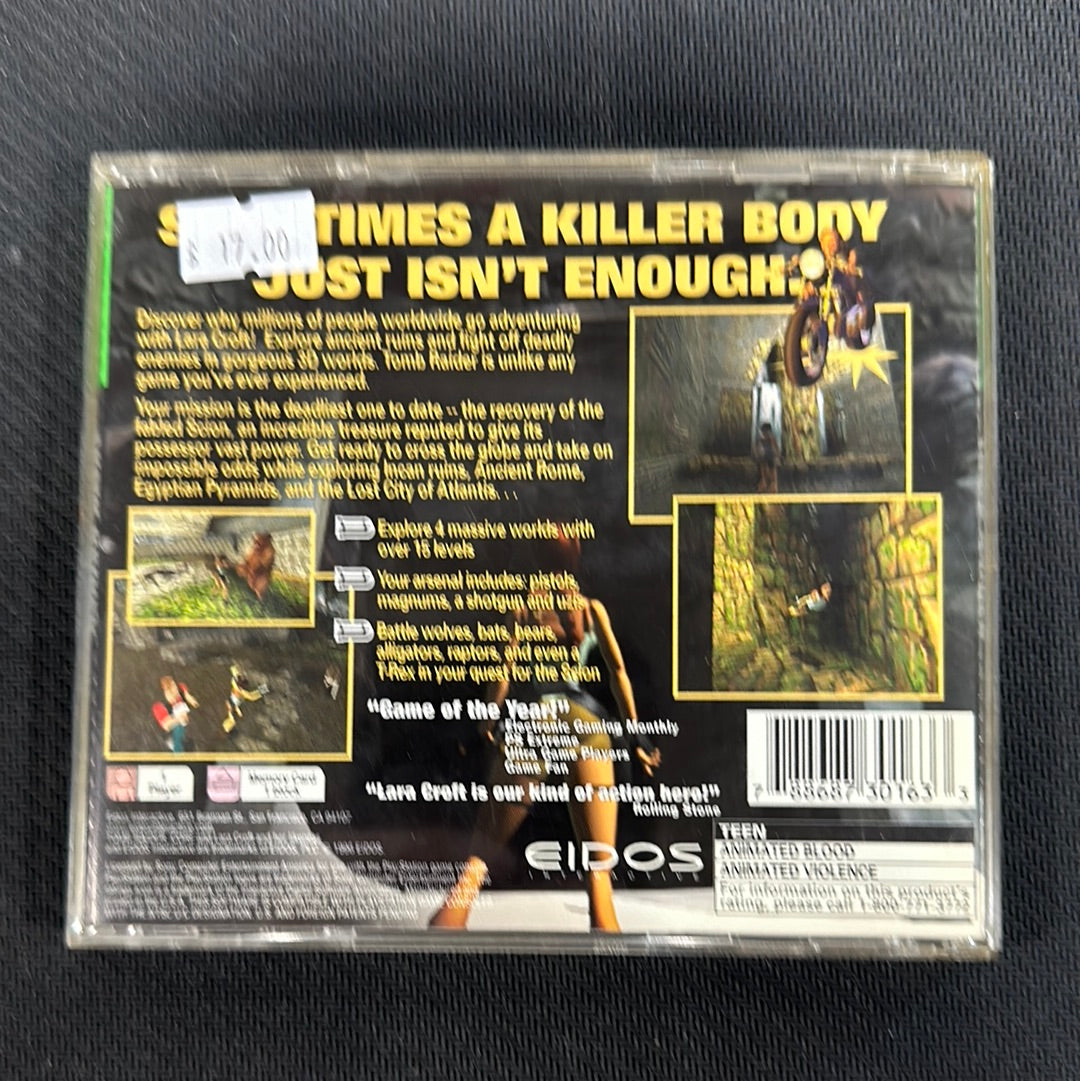 TIMES A KILLER BODY
$ 17.00
JUST ISN'T ENOUGH.
Discover why millions of people worldwide go adventuring
with Lara Croft! Explore ancient ruins and fight off deadly
enemies in gorgeous 3D worlds. Tomb Raider is unlike any
game you've ever experienced.
Your mission is the deadliest one to date -- the recovery of the
fabled Scion, an incredible treasure reputed to give its
possessor vast power. Get ready to cross the globe and take on
impossible odds while exploring Incan ruins, Ancient Rome,
Egyptian Pyramids, and the Lost City of Atlantis. . .
Explore 4 massive worlds with
over 15 levels
Your arsenal includes: pistols,
magnums, a shotgun and uzis
Battle wolves, bats, bears,
alligators, raptors, and even a
T-Rex in your quest for the Scion
"Game of the Year!"
Electronic Gaming Monthly
PS Extreme
Ultra Game Players
Game Fan
"Lara Croft is our kind of action hero!"
Rolling Stone
1
Player
Memory Card
1 block
EIDOS
INTERACTIVE
7 88687 30163 3
TEEN
ANIMATED BLOOD
ANIMATED VIOLENCE
For information on this product's
rating, please call 1-800-771-3772